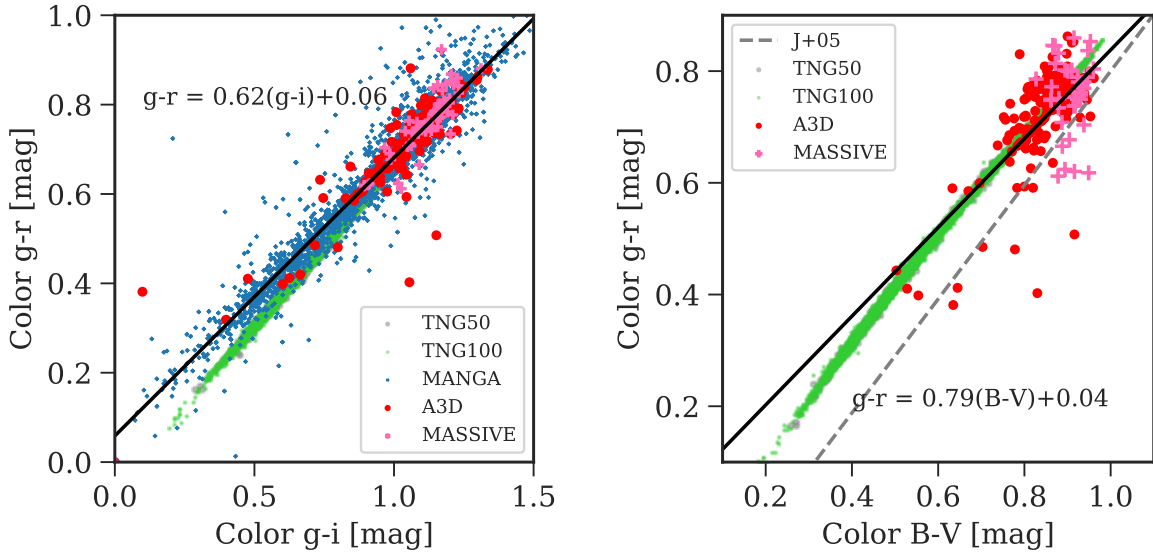 1.0
0.8
0.6
0.4
0.2
0.0
Color g-r [mag]
g-r = 0.62(g-i)+0.06
TNG50
TNG100
MANGA
A3D
MASSIVE
0.0 0.5 1.0 1.5
Color g-i [mag]
0.8
0.6
0.4
0.2
Color g-r [mag]
J+05
TNG50
TNG100
A3D
MASSIVE
g-r = 0.79(B-V)+0.04
0.2 0.4 0.6 0.8 1.0
Color B-V [mag]